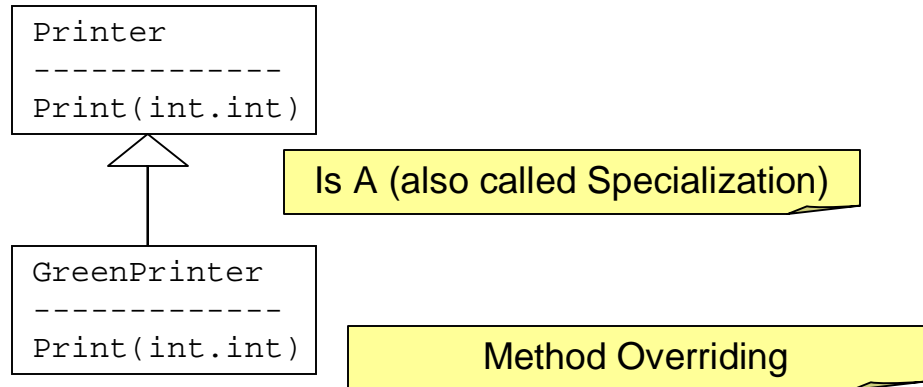 Printer
-------------
Print(int.int)
Is A (also called Specialization)
GreenPrinter
-------------
Print(int.int)
Method Overriding